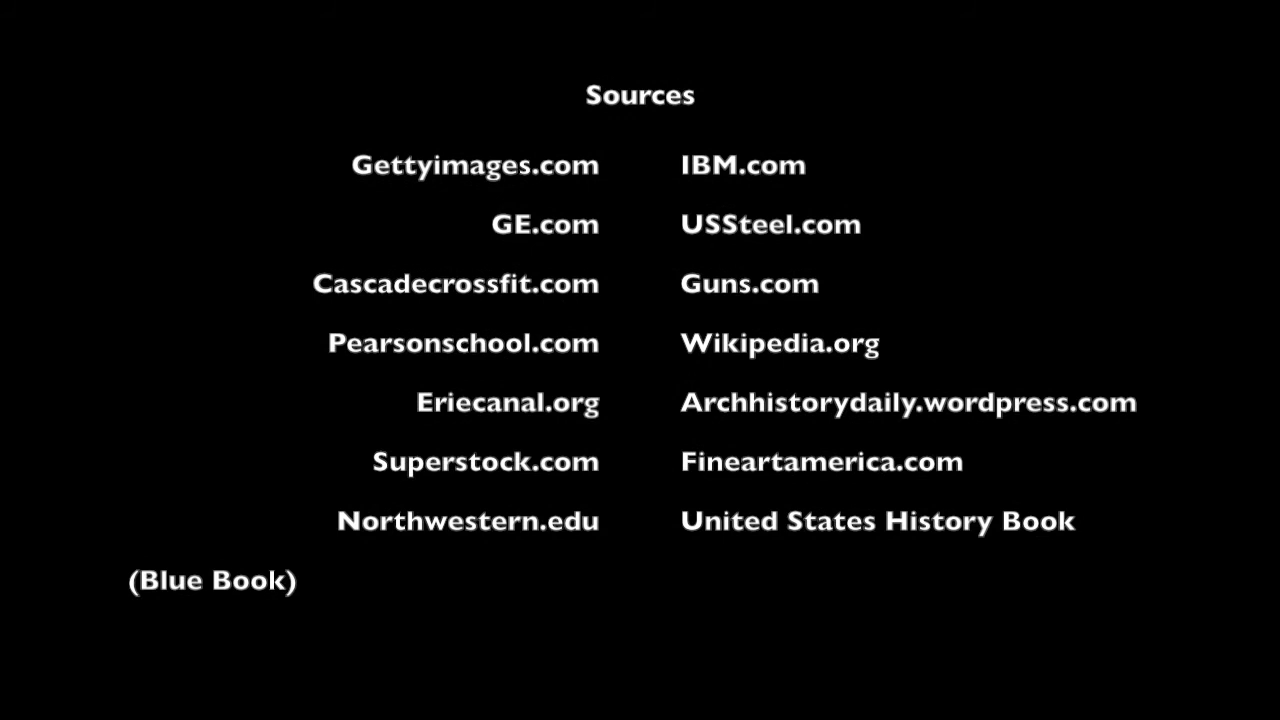 Sources
Gettyimages.com IBM.com
GE.com USSteel.com
Cascadecrossfit.com Guns.com
Pearsonschool.com Wikipedia.org
Eriecanal.org Archhistorydaily.wordpress.com
Superstock.com Fineartamerica.com
Northwestern.edu United States History Book
(Blue Book)